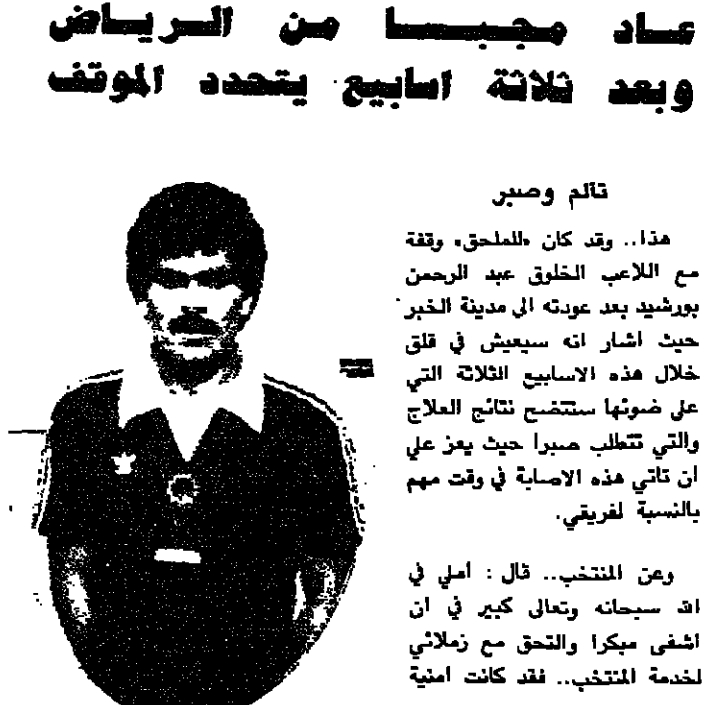 عاد مجبسا من الرياض
وبعد ثلاثة اسابيع يتحدد الموقف
تألم وصبر
هذا.. وقد كان «للملحق» وقفة
مع اللاعب الخلوق عبد الرحمن
بورشيد بعد عودته الى مدينة الخبر
حيث اشار انه سيعيش في قلق
خلال هذه الاسابيع الثلاثة التي
على ضوئها ستتضح نتائج العلاج
والتي تتطلب صبرا حيث يعز علي
ان تاتي هذه الاصابة في وقت مهم
بالنسبة لفريقي.
وعن المنتخب.. قال : أملي في
الله سبحانه وتعالى كبير في ان
اشفى مبكرا والتحق مع زملائي
لخدمة المنتخب.. فقد كانت امنية